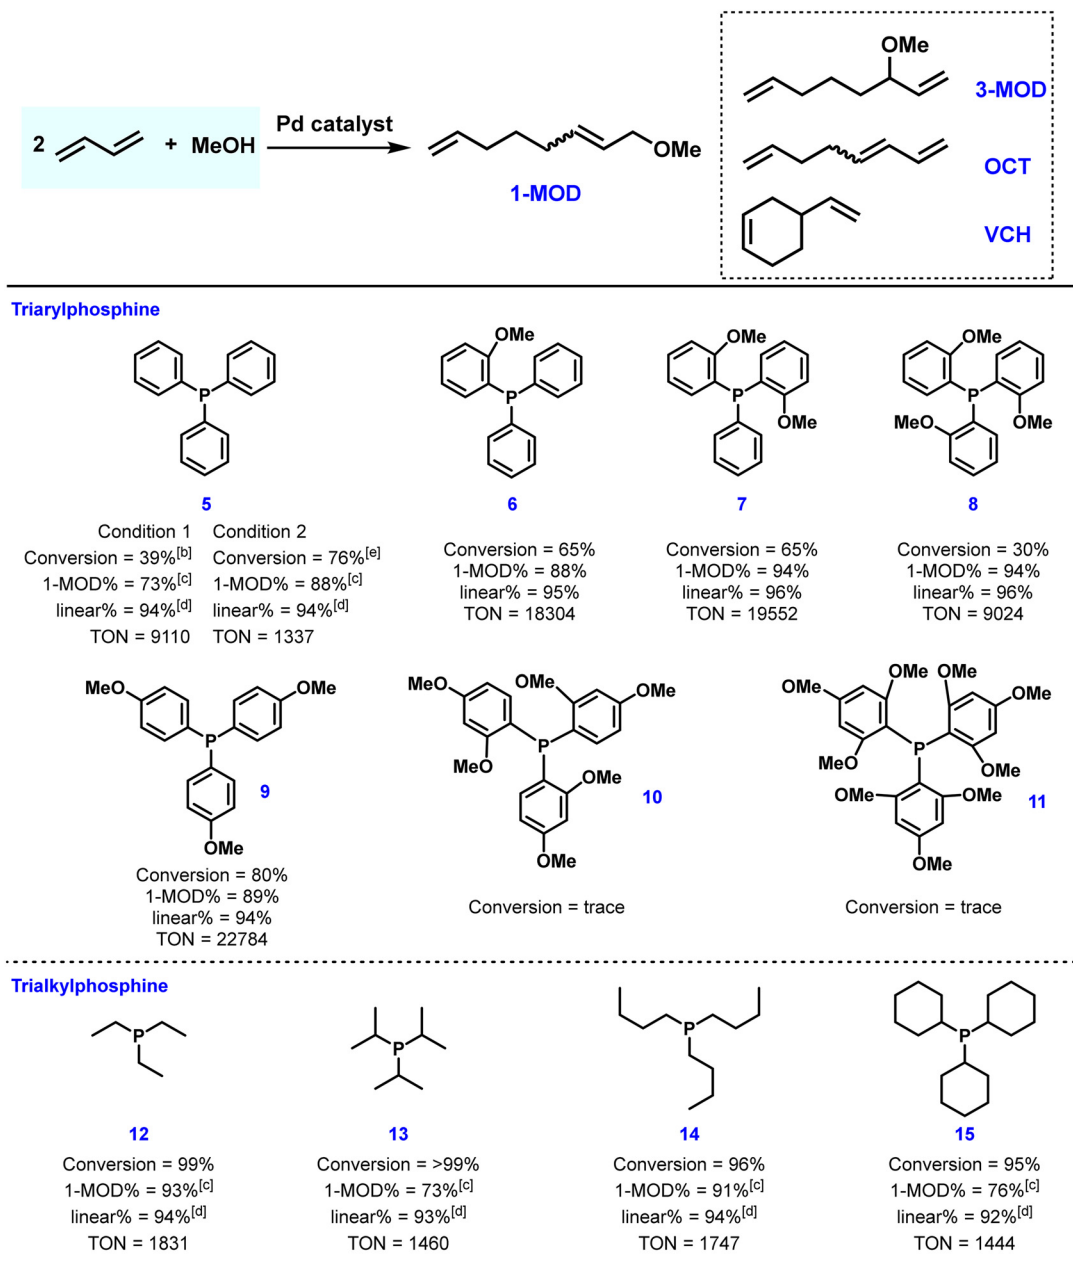 2
+ MeOH
Pd catalyst
OMe
1-MOD
OMe
3-MOD
OCT
VCH
Triarylphosphine
P
5
Condition 1
Conversion = 39%[b]
1-MOD% = 73%[c]
linear% = 94%[d]
TON = 9110
Condition 2
Conversion = 76%[e]
1-MOD% = 88%[c]
linear% = 94%[d]
TON = 1337
OMe
P
6
Conversion = 65%
1-MOD% = 88%
linear% = 95%
TON = 18304
OMe
P
OMe
7
Conversion = 65%
1-MOD% = 94%
linear% = 96%
TON = 19552
OMe
P
MeO
OMe
8
Conversion = 30%
1-MOD% = 94%
linear% = 96%
TON = 9024
MeO
OMe
P
OMe
9
Conversion = 80%
1-MOD% = 89%
linear% = 94%
TON = 22784
MeO
OMe
OMe
P
MeO
OMe
OMe
10
Conversion = trace
MeO
OMe
OMe
OMe
P
MeO
OMe
MeO
OMe
OMe
11
Conversion = trace
Trialkylphosphine
P
12
Conversion = 99%
1-MOD% = 93%[c]
linear% = 94%[d]
TON = 1831
P
13
Conversion = >99%
1-MOD% = 73%[c]
linear% = 93%[d]
TON = 1460
P
14
Conversion = 96%
1-MOD% = 91%[c]
linear% = 94%[d]
TON = 1747
P
15
Conversion = 95%
1-MOD% = 76%[c]
linear% = 92%[d]
TON = 1444